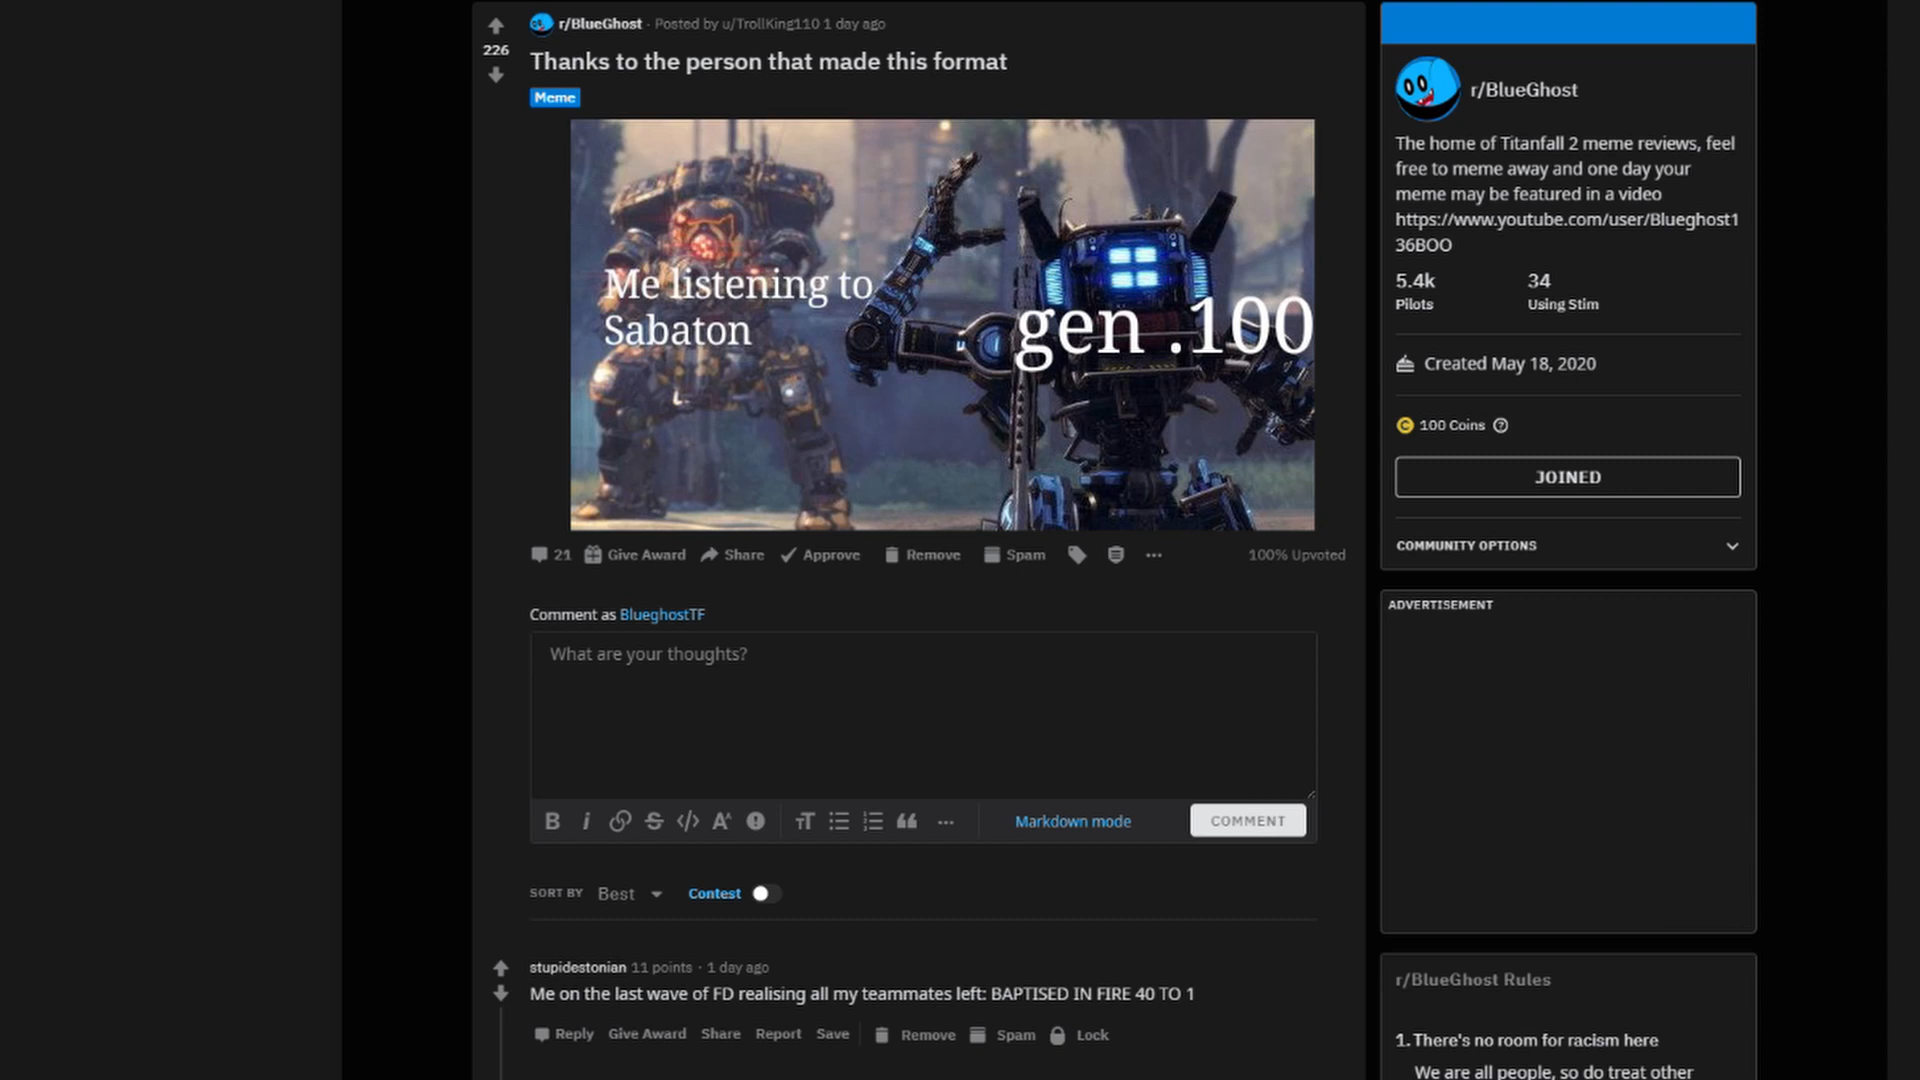 r/BlueGhost · Posted by u/TrollKing110 1 day ago
226
Thanks to the person that made this format
Meme
Me listening to
Sabaton
gen .100
21 Give Award Share Approve Remove Spam ··· 100% Upvoted
Comment as BlueghostTF
What are your thoughts?
Markdown mode COMMENT
SORT BY Best Contest
stupidestonian 11 points · 1 day ago
Me on the last wave of FD realising all my teammates left: BAPTISED IN FIRE 40 TO 1
Reply Give Award Share Report Save Remove Spam Lock
r/BlueGhost
The home of Titanfall 2 meme reviews, feel
free to meme away and one day your
meme may be featured in a video
https://www.youtube.com/user/Blueghost1
36BOO
5.4k 34
Pilots Using Stim
Created May 18, 2020
100 Coins
JOINED
COMMUNITY OPTIONS
ADVERTISEMENT
r/BlueGhost Rules
1. There's no room for racism here
We are all people, so do treat other